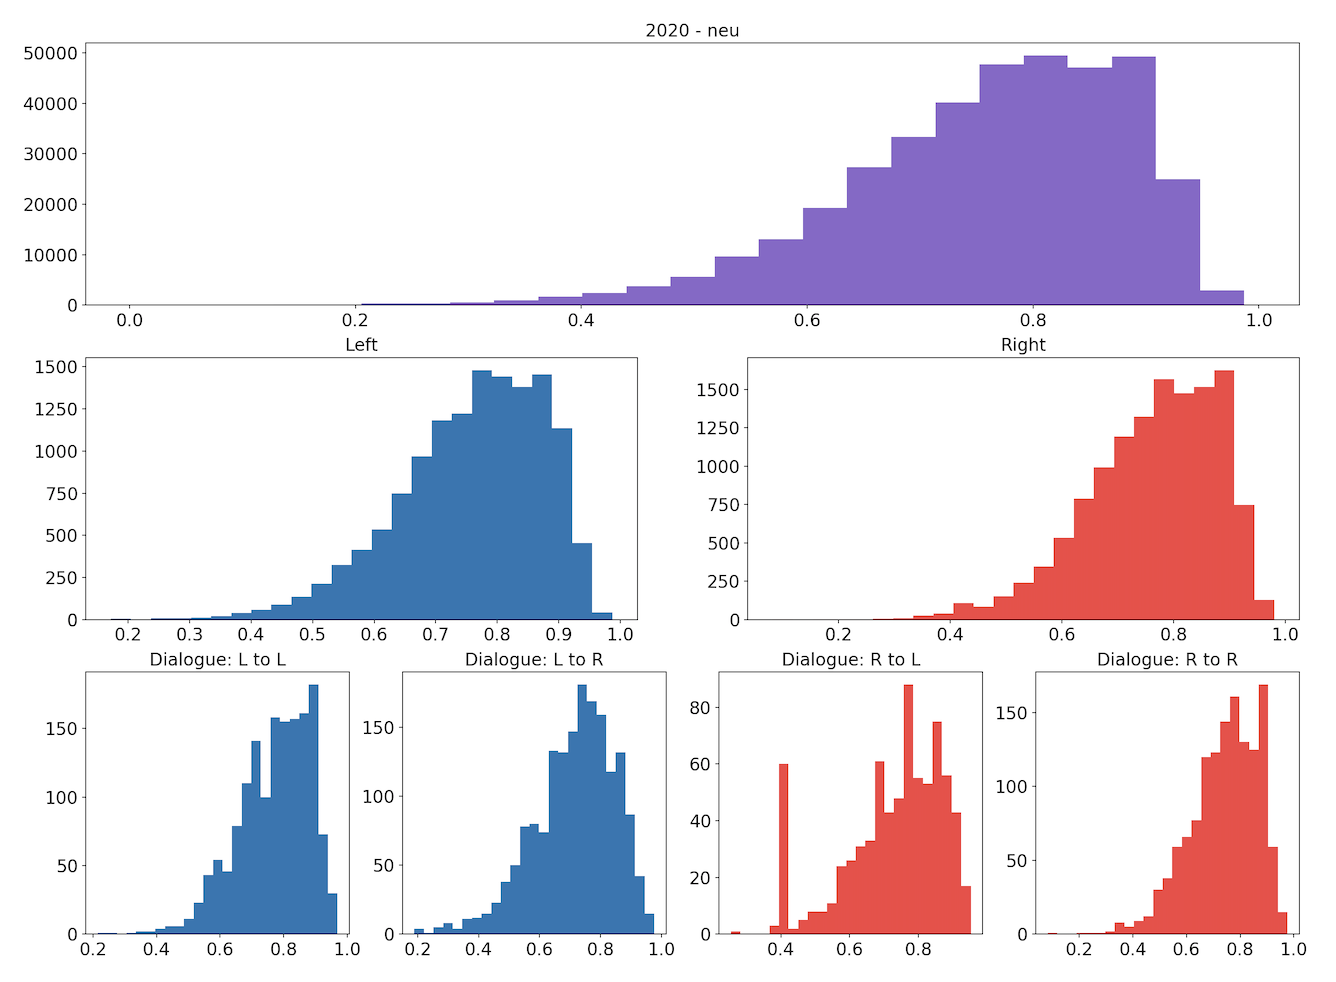 2020 - neu
50000
40000
30000
20000
10000
0
0.0 0.2 0.4 0.6 0.8 1.0
Left
1500
1250
1000
750
500
250
0
0.2 0.3 0.4 0.5 0.6 0.7 0.8 0.9 1.0
Right
1500
1250
1000
750
500
250
0
0.2 0.4 0.6 0.8 1.0
Dialogue: L to L
150
100
50
0
0.2 0.4 0.6 0.8 1.0
Dialogue: L to R
150
100
50
0
0.2 0.4 0.6 0.8 1.0
Dialogue: R to L
80
60
40
20
0
0.4 0.6 0.8
Dialogue: R to R
150
100
50
0
0.2 0.4 0.6 0.8 1.0